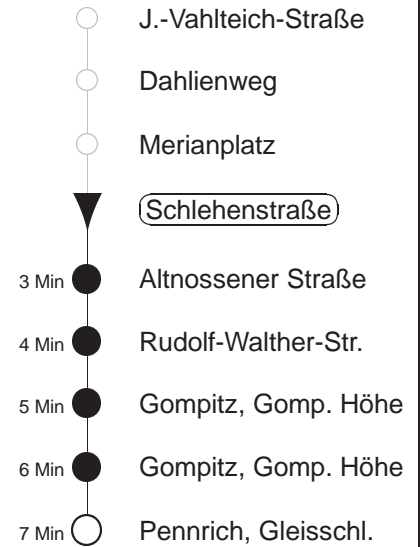 J.-Vahlteich-Straße
Dahlienweg
Merianplatz
Schlehenstraße
3 Min Altnossener Straße
4 Min Rudolf-Walther-Str.
5 Min Gompitz, Gomp. Höhe
6 Min Gompitz, Gomp. Höhe
7 Min Pennrich, Gleisschl.